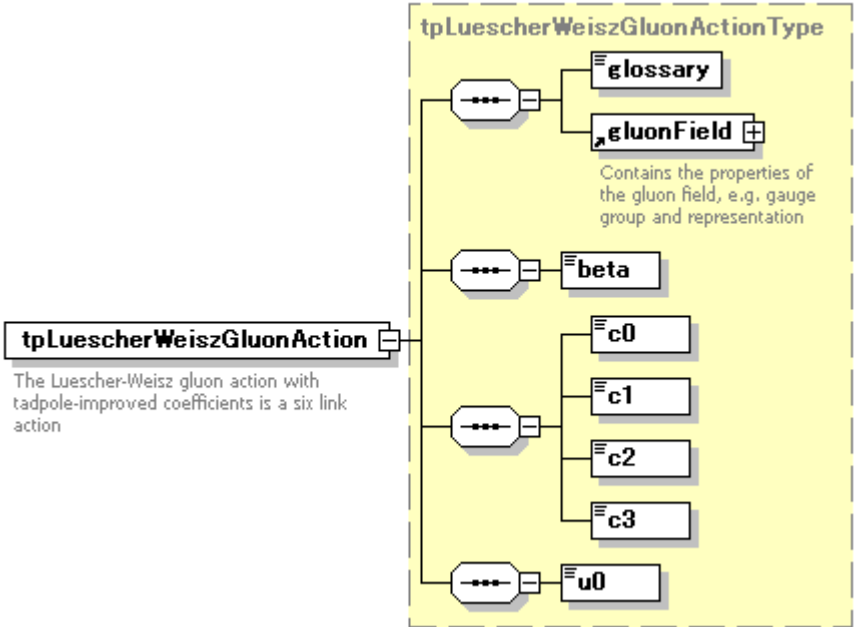 tpLuescherWeiszGluonActionType
glossary
gluonField
Contains the properties of
the gluon field, e.g. gauge
group and representation
beta
tpLuescherWeiszGluonAction
The Luescher-Weisz gluon action with
tadpole-improved coefficients is a six link
action
c0
c1
c2
c3
u0